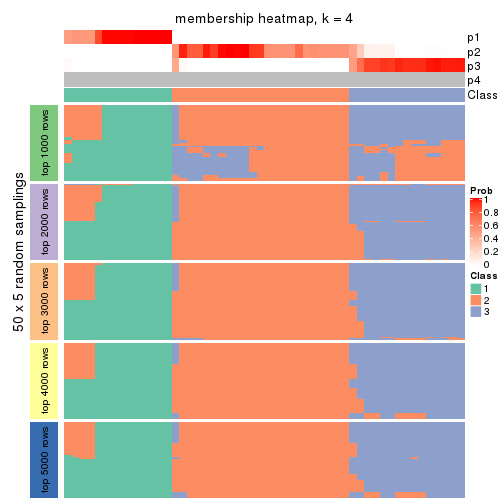 membership heatmap, k = 4
p1
p2
p3
p4
Class
50 x 5 random samplings
top 1000 rows
top 2000 rows
top 3000 rows
top 4000 rows
top 5000 rows
Prob
1
0.8
0.6
0.4
0.2
0
Class
1
2
3